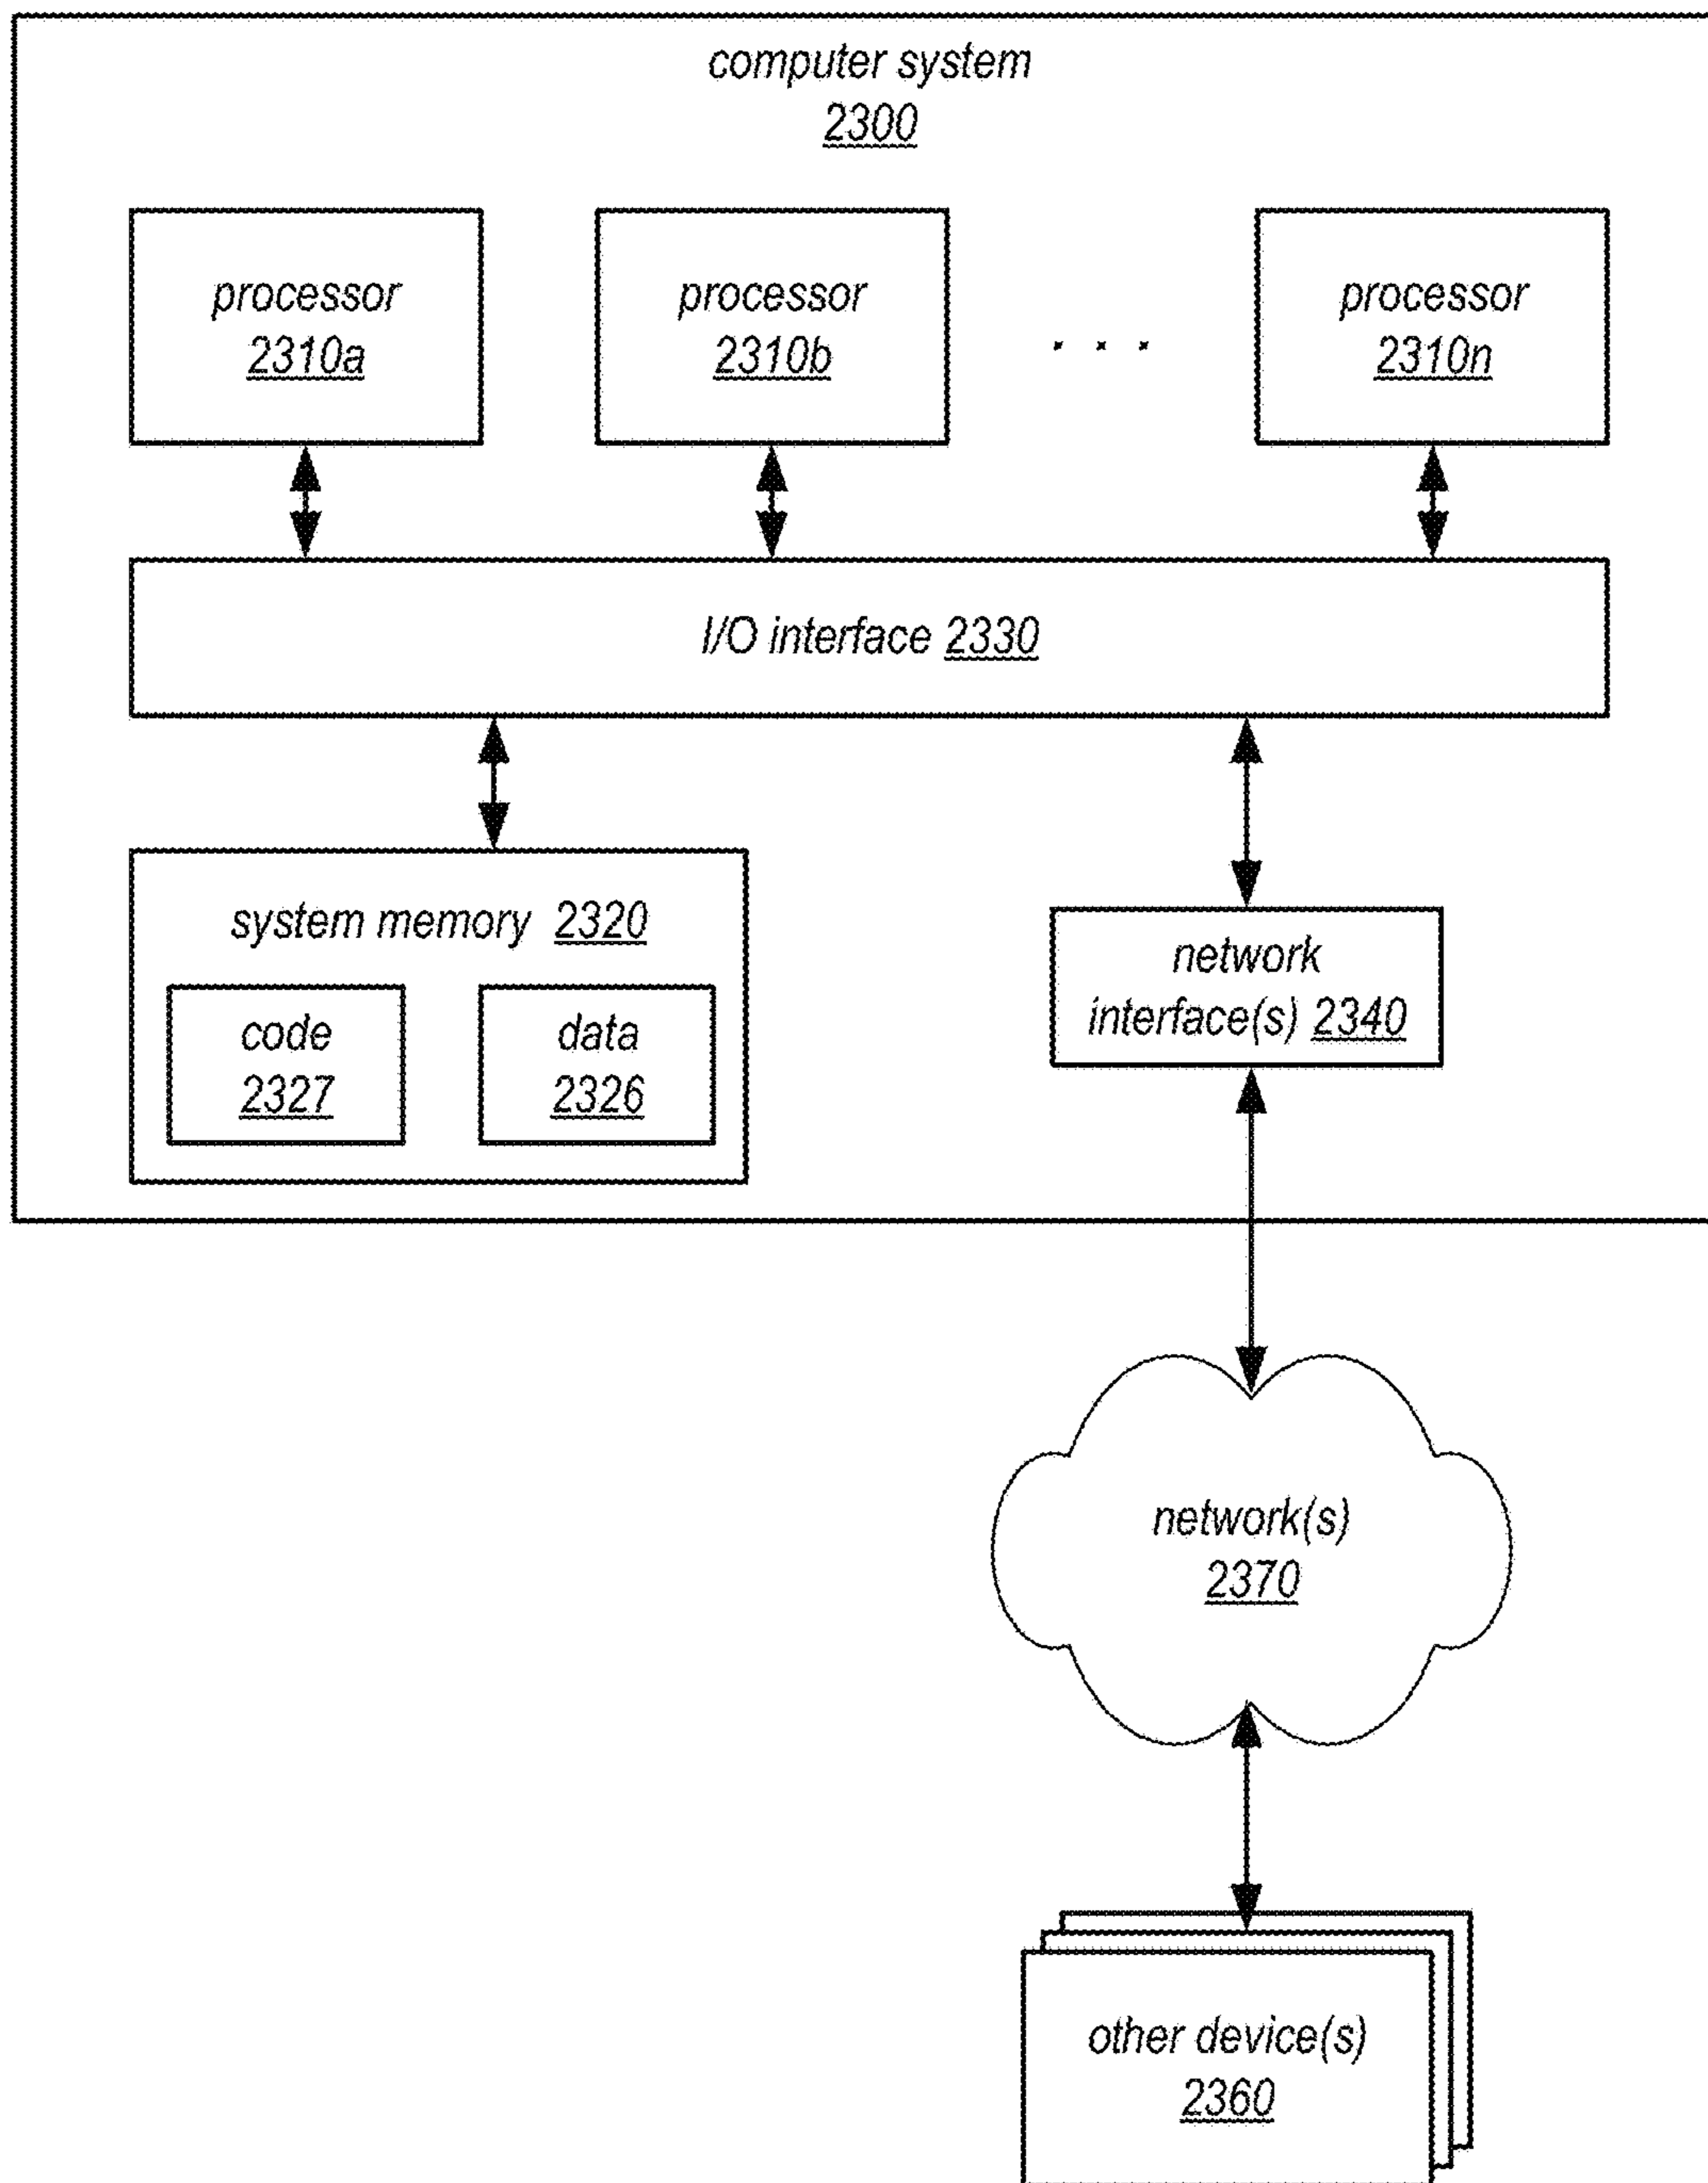 computer system
2300
processor
2310a
processor
2310b
. . .
processor
2310n
I/O interface 2330
system memory 2320
code
2327
data
2326
network
interface(s) 2340
network(s)
2370
other device(s)
2360